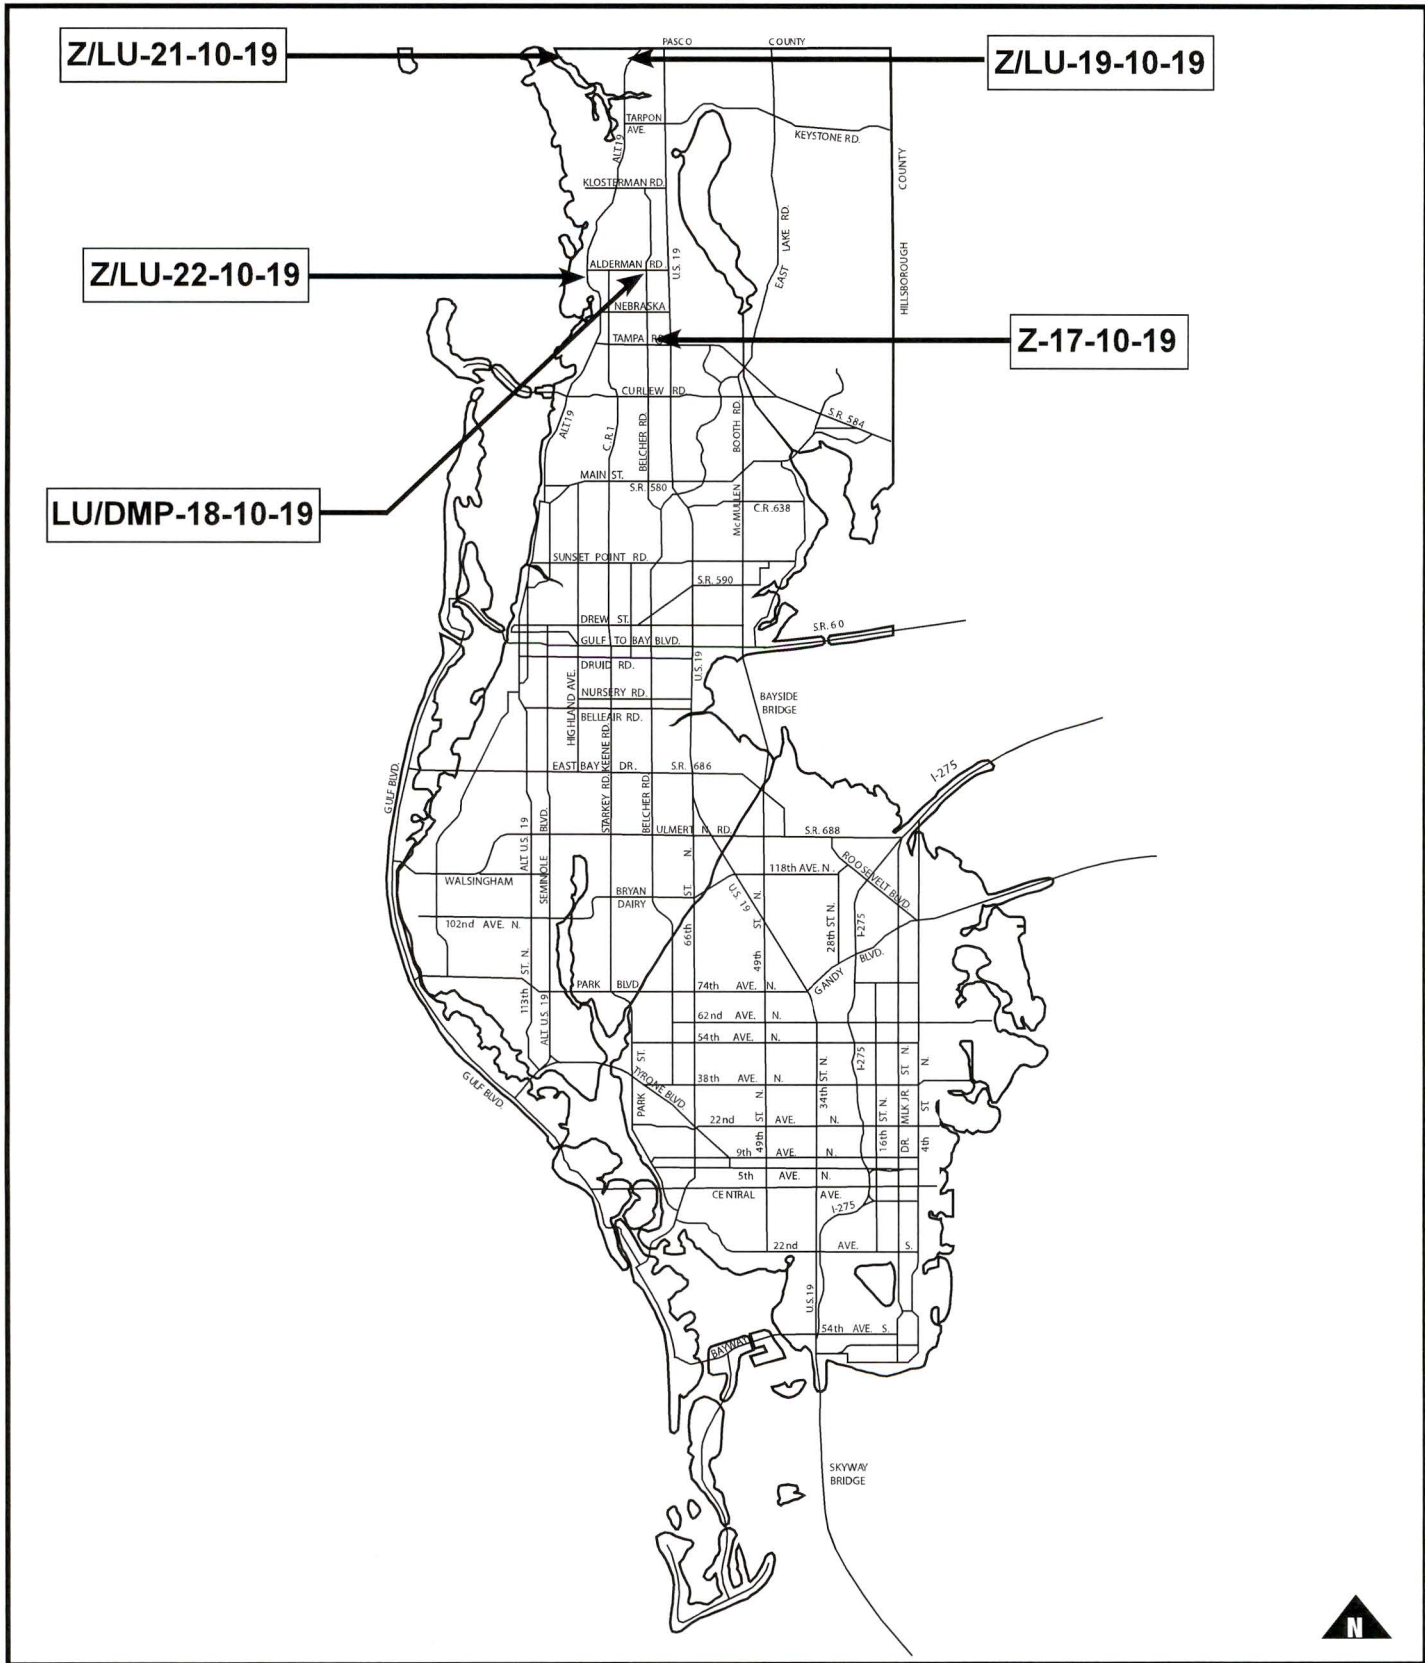 PASCO COUNTY
Z/LU-21-10-19
Z/LU-19-10-19
TARPON
AVE.
KEYSTONE RD.
ALT 19
COUNTY
KLOSTERMAN RD.
EAST LAKE RD.
U.S. 19
HILLSBOROUGH
ALDERMAN RD.
Z/LU-22-10-19
NEBRASKA
TAMPA RD.
Z-17-10-19
CURLEW RD.
ALT 19
C.R.1
BELCHER RD.
BOOTH RD.
S.R. 584
MAIN ST.
S.R. 580
McMULLEN
C.R.638
LU/DMP-18-10-19
SUNSET POINT RD.
S.R. 590
DREW ST.
S.R. 60
GULF TO BAY BLVD.
DRUID RD.
U.S. 19
HIGHLAND AVE.
NURSERY RD.
BAYSIDE
BRIDGE
BELLEAIR RD.
STARKEY RD.
KEENE RD.
EAST BAY DR. S.R. 686
I-275
GULF BLVD.
BELCHER RD.
ALT U.S. 19
SEMINOLE BLVD.
ULMERTN RD.
S.R. 688
118th AVE. N.
ROOSEVELT BLVD.
WALSINGHAM
BRYAN
DAIRY
U.S. 19
66th ST. N.
49th ST. N.
28th ST. N.
I-275
102nd AVE. N.
GANDY BLVD.
113th ST. N.
ALT U.S. 19
PARK BLVD.
74th AVE. N.
62nd AVE. N.
54th AVE. N.
GULF BLVD.
PARK ST.
TYRONE BLVD.
38th AVE. N.
34th ST. N.
I-275
16th ST. N.
DR. MLK JR. ST N.
4th ST N.
22nd AVE. N.
49th ST. N.
9th AVE. N.
5th AVE. N.
CENTRAL AVE.
I-275
22nd AVE. S.
U.S.19
54th AVE. S.
BAYWAY
SKYWAY
BRIDGE
N